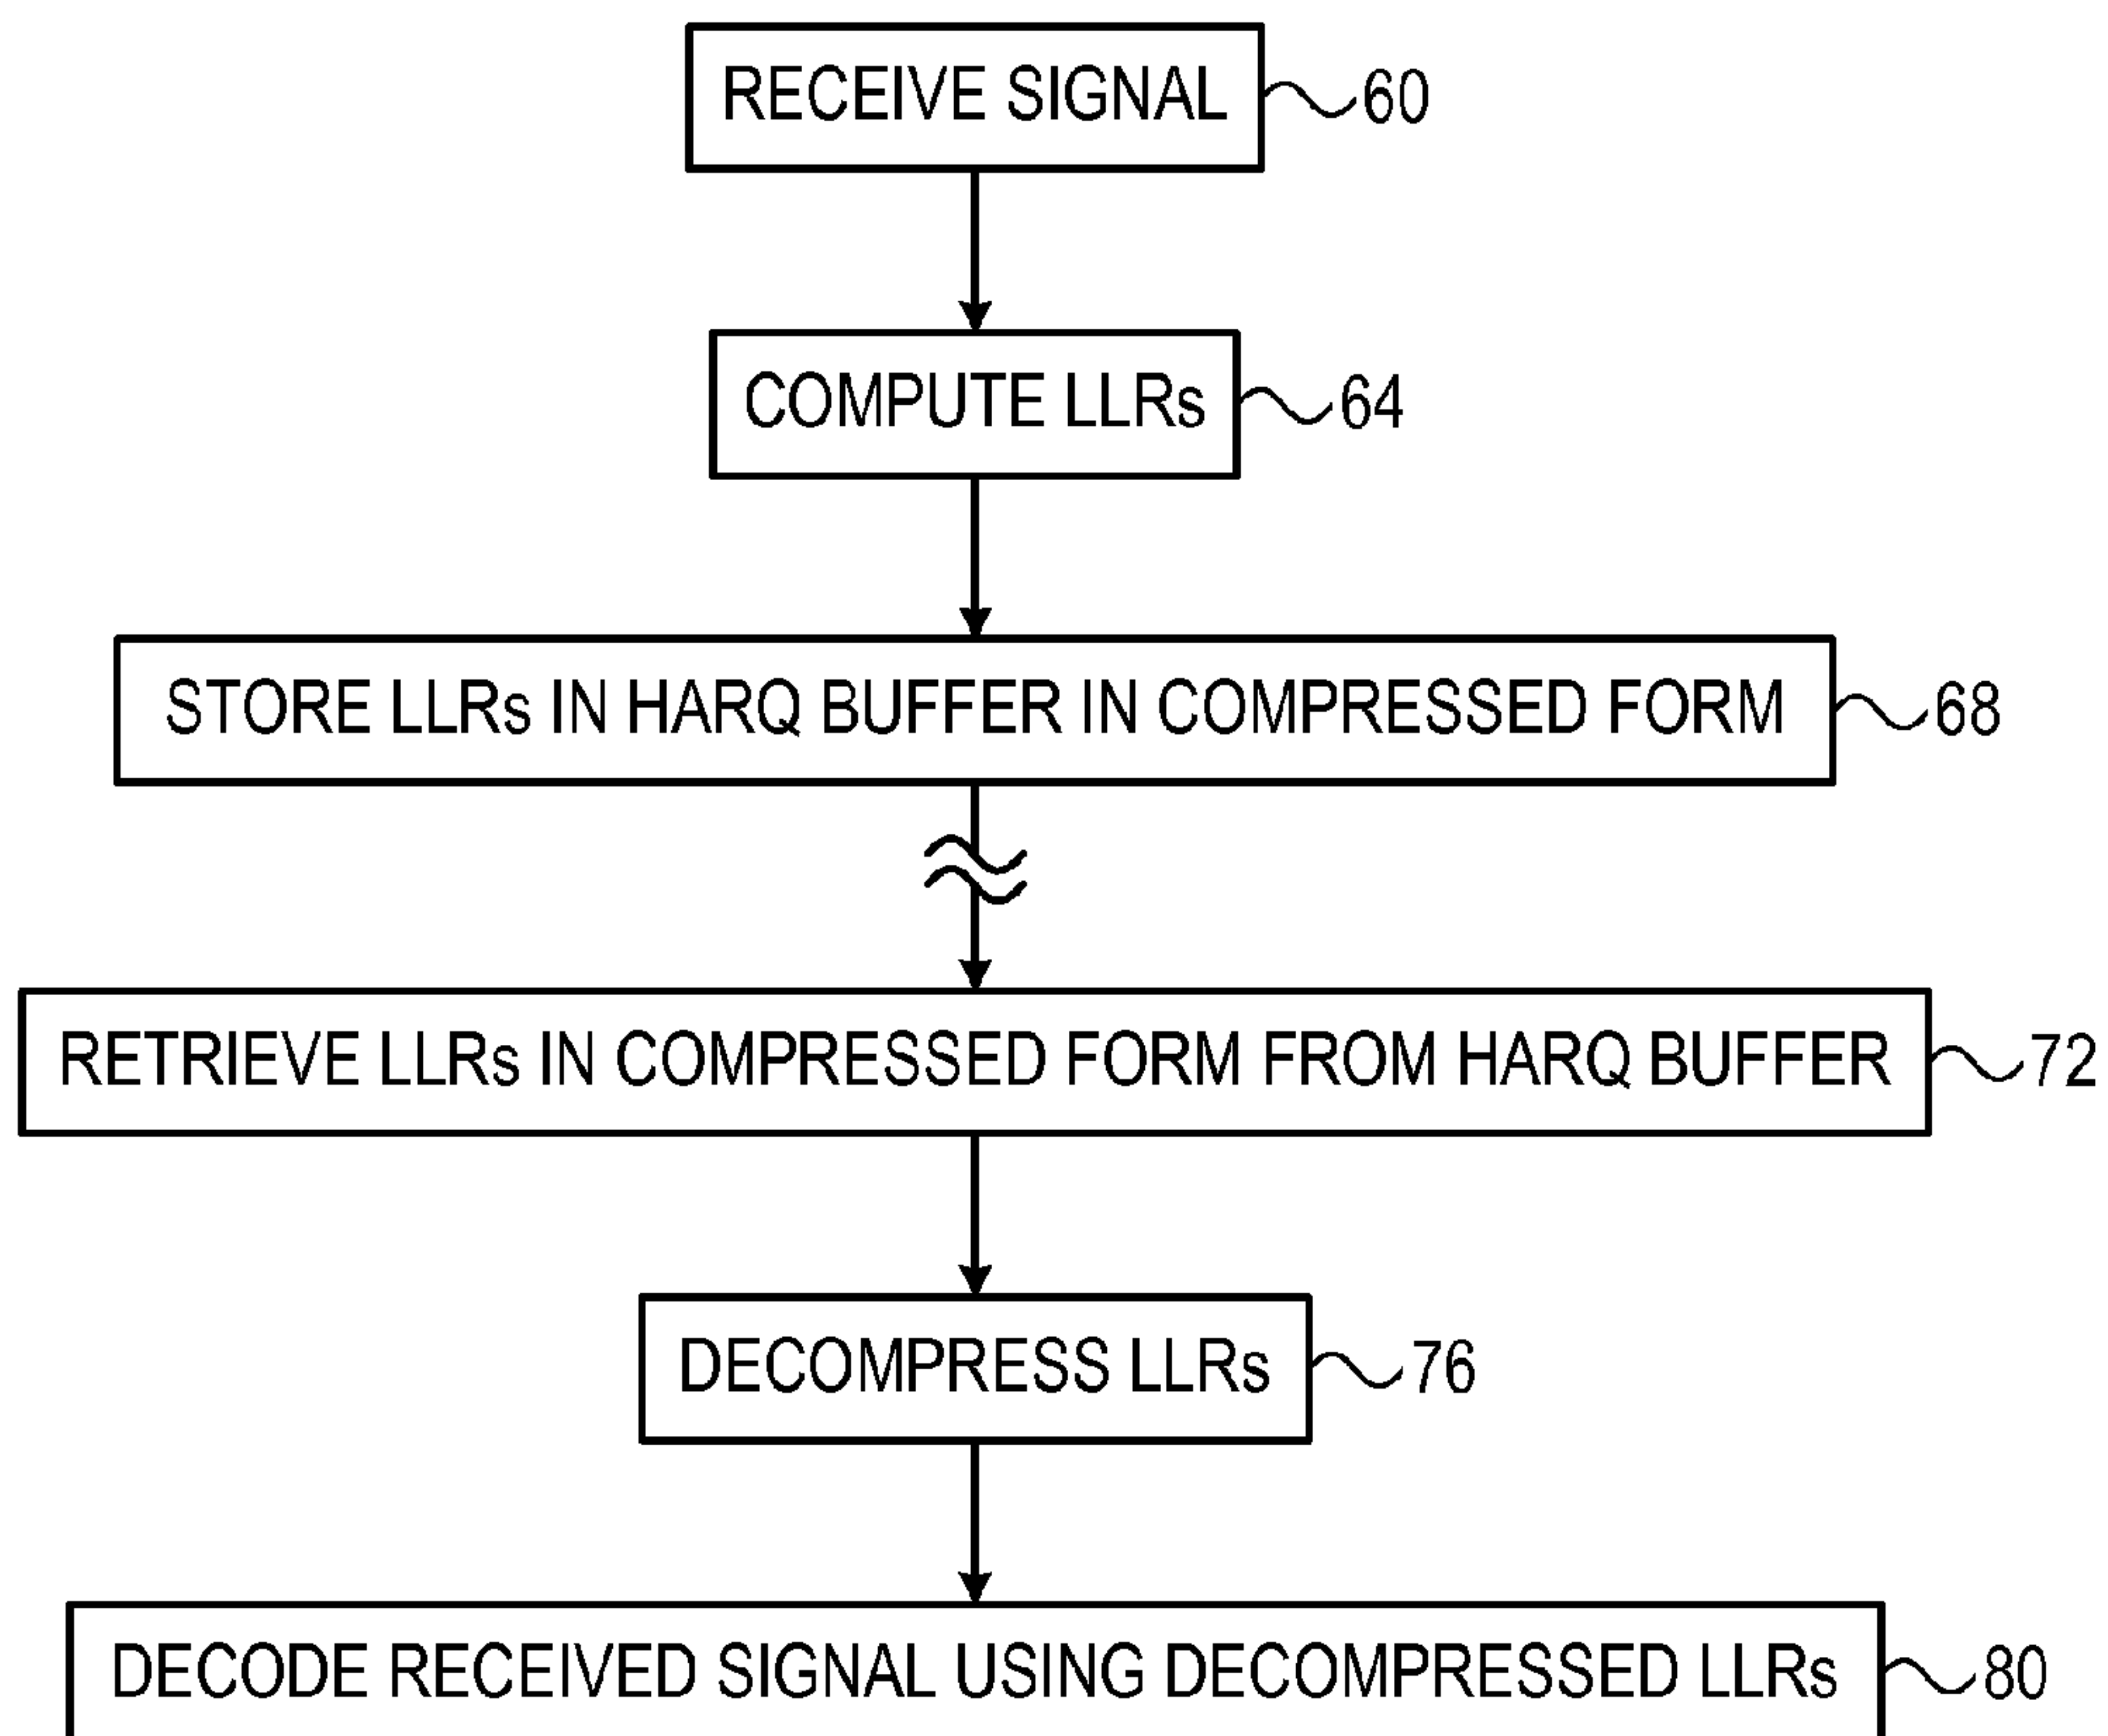 RECEIVE SIGNAL 60
COMPUTE LLRs 64
STORE LLRs IN HARQ BUFFER IN COMPRESSED FORM 68
RETRIEVE LLRs IN COMPRESSED FORM FROM HARQ BUFFER 72
DECOMPRESS LLRs 76
DECODE RECEIVED SIGNAL USING DECOMPRESSED LLRs 80